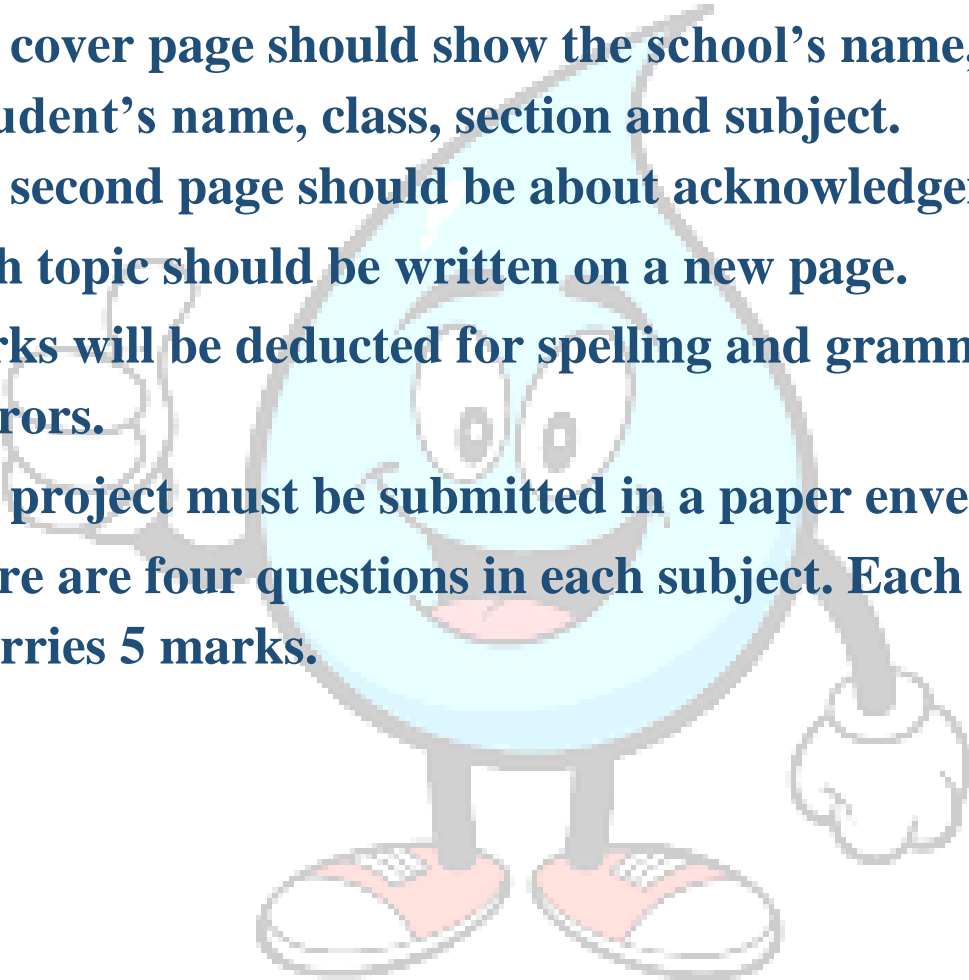 cover page should show the school’s name,
udent’s name, class, section and subject.
second page should be about acknowledge
h topic should be written on a new page.
rks will be deducted for spelling and gramm
rors.
project must be submitted in a paper enve
re are four questions in each subject. Each
rries 5 marks.